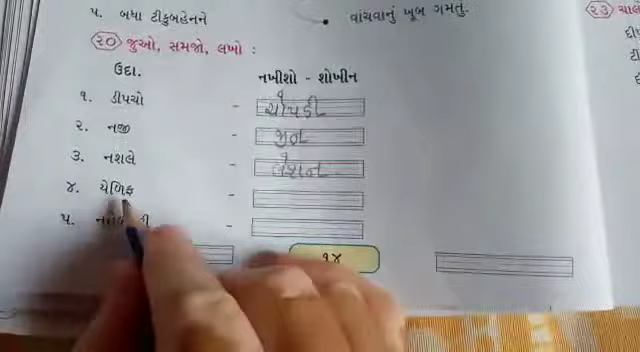 ૫. બધા ટીકુબહેનને
વાંચવાનું ખૂબ ગમતું.
૨૦ જુઓ, સમજો, લખો :
ઉદા. નખીશો - શોખીન
૧. ડીપચો - ચોપડી
૨. નજી - જીન
૩. નશલે - લેશન
૪. યેળિફ -
૫. -
૧૪
૨૩